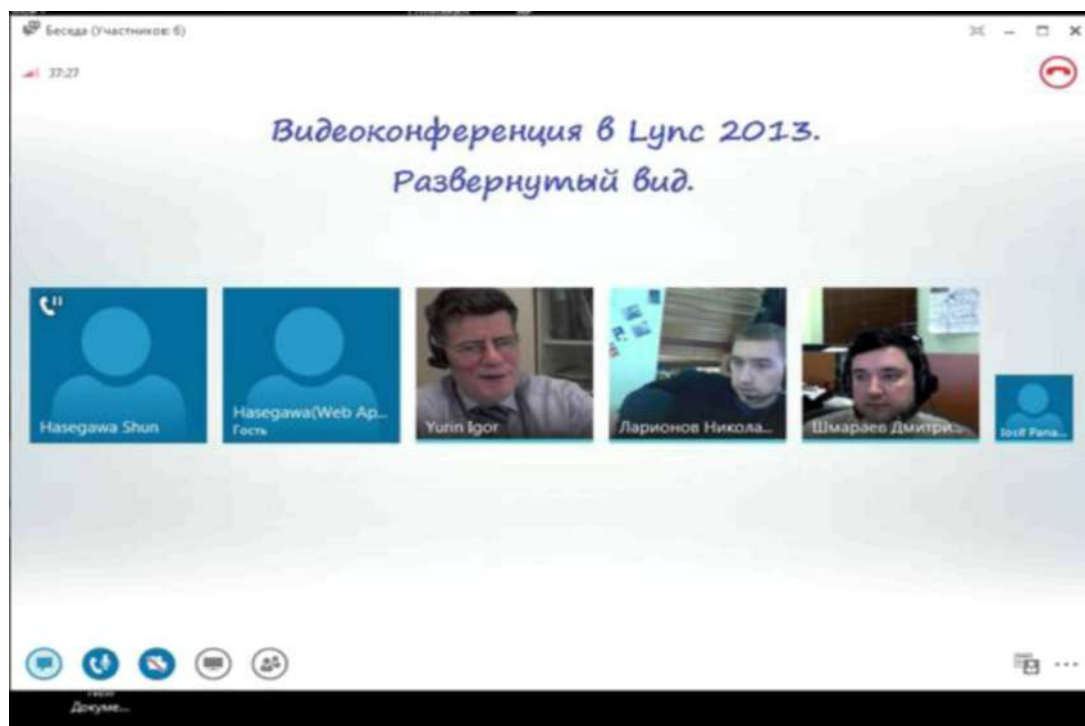 Беседа (Участников: 6)
37:27
Видеоконференция в Lync 2013.
Развернутый вид.
Hasegawa Shun
Hasegawa(Web Ap...
Гость
Yurin Igor
Ларионов Никола...
Шмараев Дмитри...
Iosif Pana...
Докуме...